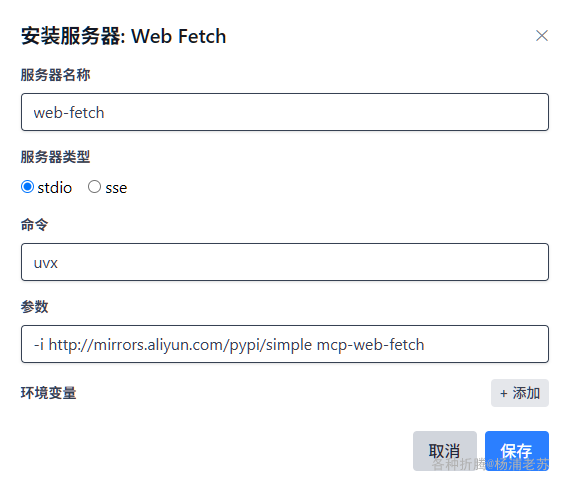 安装服务器: Web Fetch
服务器名称
web-fetch
服务器类型
stdio sse
命令
uvx
参数
-i http://mirrors.aliyun.com/pypi/simple mcp-web-fetch
环境变量 + 添加
取消 保存
各种折腾@杨浦老苏